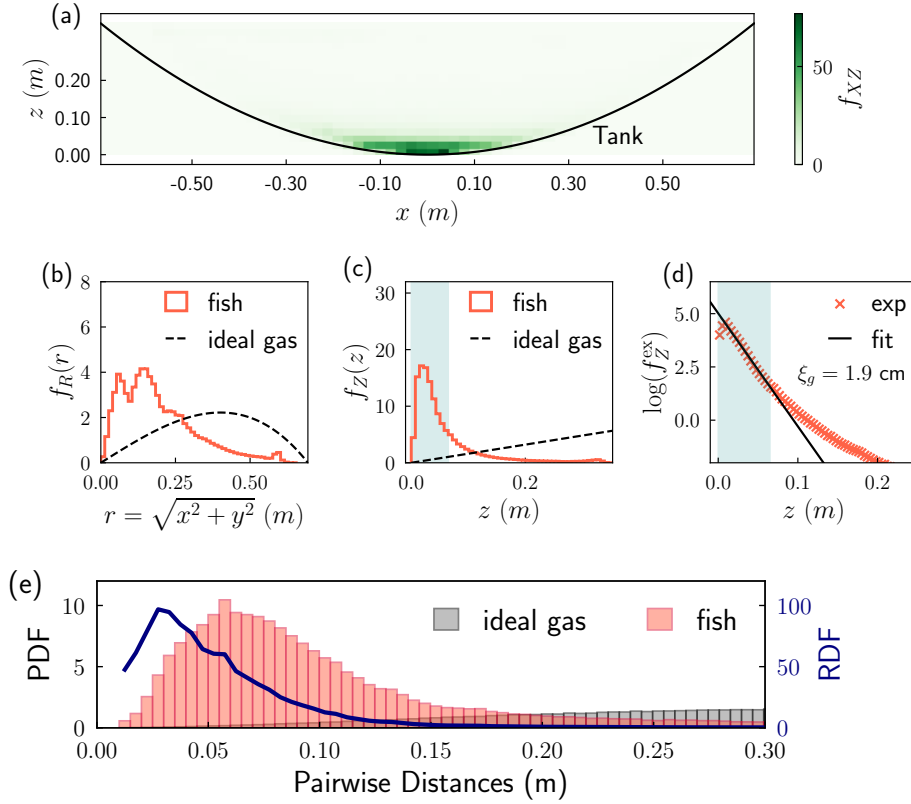 (a)
z (m)
0.20
0.10
0.00
Tank
-0.50
-0.30
-0.10
0.10
0.30
0.50
x (m)
50
0
f_{XZ}
(b)
f_R(r)
8
6
4
2
0
fish
ideal gas
0.00
0.25
0.50
r = √(x² + y²) (m)
(c)
f_Z(z)
30
20
10
0
fish
ideal gas
0.0
0.2
z (m)
(d)
log(f_Z^{ex})
5.0
2.5
0.0
exp
fit
ξ_g = 1.9 cm
0.0
0.1
0.2
z (m)
(e)
PDF
10
5
0
ideal gas
fish
100
50
0
RDF
0.00
0.05
0.10
0.15
0.20
0.25
0.30
Pairwise Distances (m)